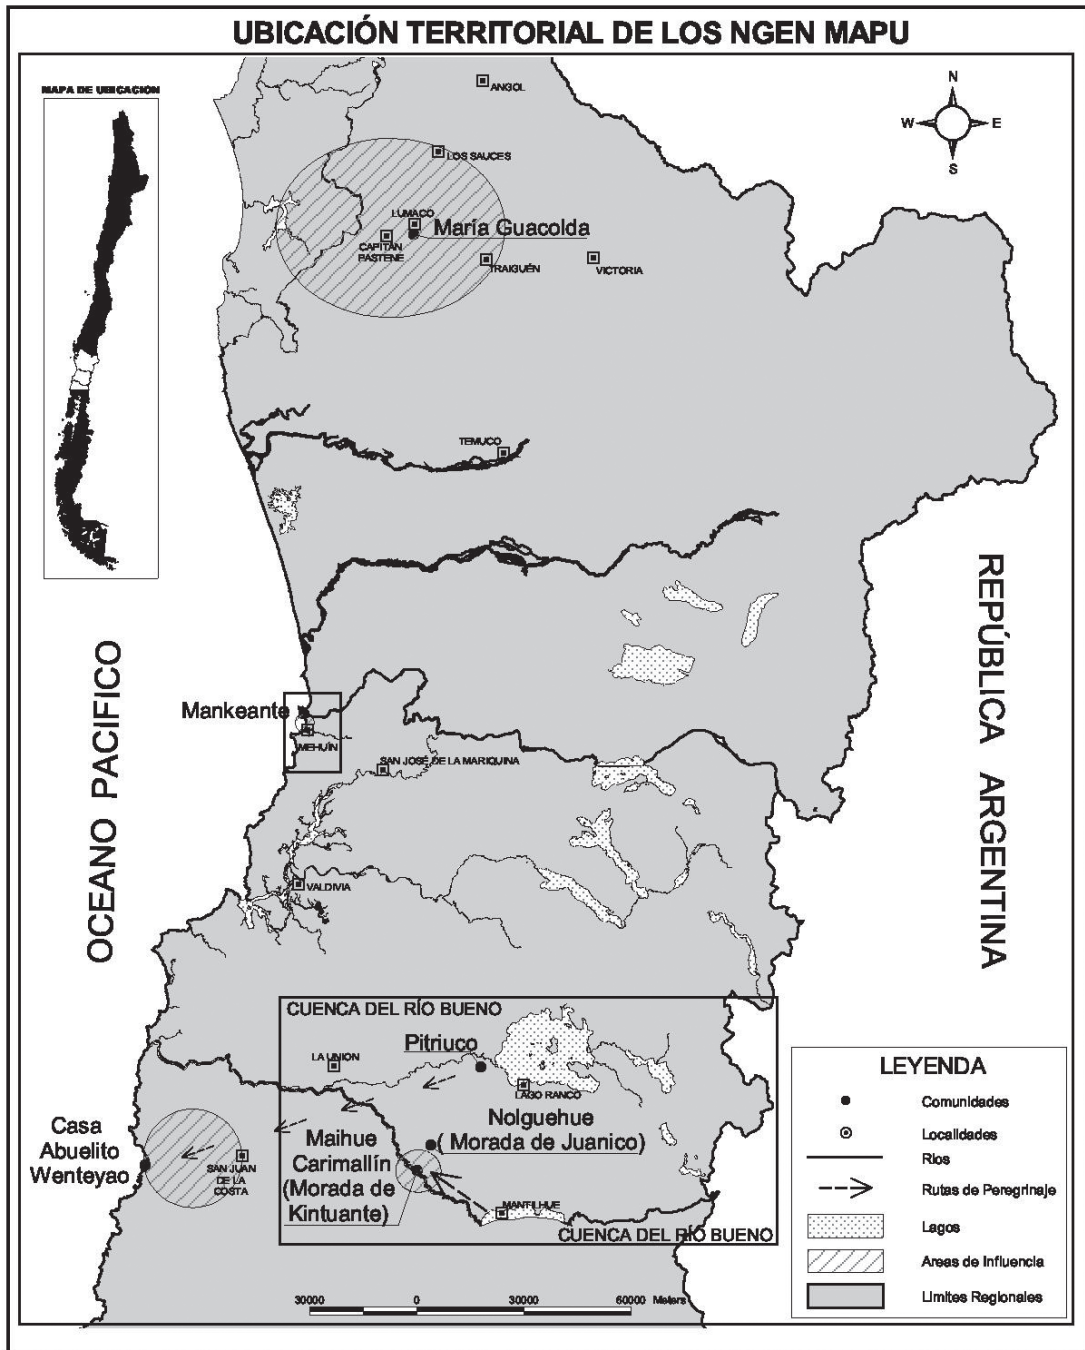 UBICACIÓN TERRITORIAL DE LOS NGEN MAPU
MAPA DE UBICACIÓN
N
W
E
S
ANGOL
LOS SAUCES
LUMACO
María Guacolda
CAPITÁN
PASTENE
TRAIGUÉN
VICTORIA
TEMUCO
OCEANO PACIFICO
REPÚBLICA ARGENTINA
Mankeante
MEHUÍN
SAN JOSÉ DE LA MARIQUINA
VALDIVIA
CUENCA DEL RÍO BUENO
Pitriuco
LA UNION
LAGO RANCO
Nolguehue
( Morada de Juanico)
Maihue
Carimallín
(Morada de
Kintuante)
MANTILHUE
CUENCA DEL RÍO BUENO
Casa
Abuelito
Wenteyao
SAN JUAN
DE LA
COSTA
30000 0 30000 60000 Meters
LEYENDA
Comunidades
Localidades
Rios
Rutas de Peregrinaje
Lagos
Areas de Influencia
Limites Regionales